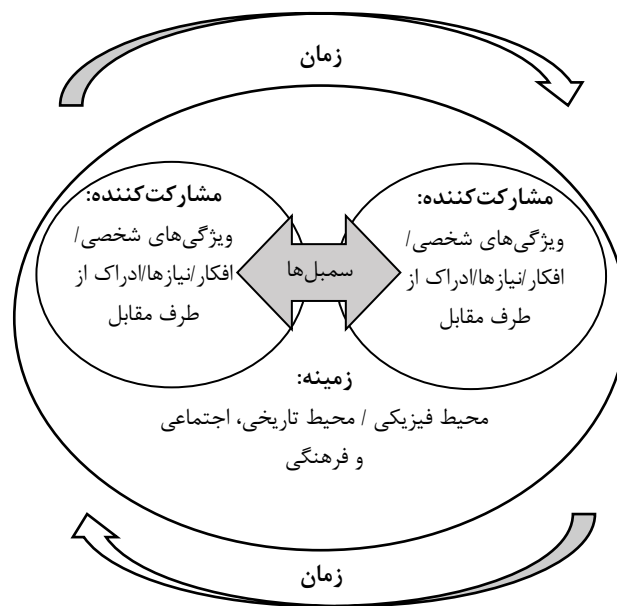 زمان
مشارکت‌کننده:
ویژگی‌های شخصی/
افکار/نیازها/ادراک از
طرف مقابل
سمبل‌ها
مشارکت‌کننده:
ویژگی‌های شخصی/
افکار/نیازها/ادراک از
طرف مقابل
زمینه:
محیط فیزیکی / محیط تاریخی، اجتماعی
و فرهنگی
زمان